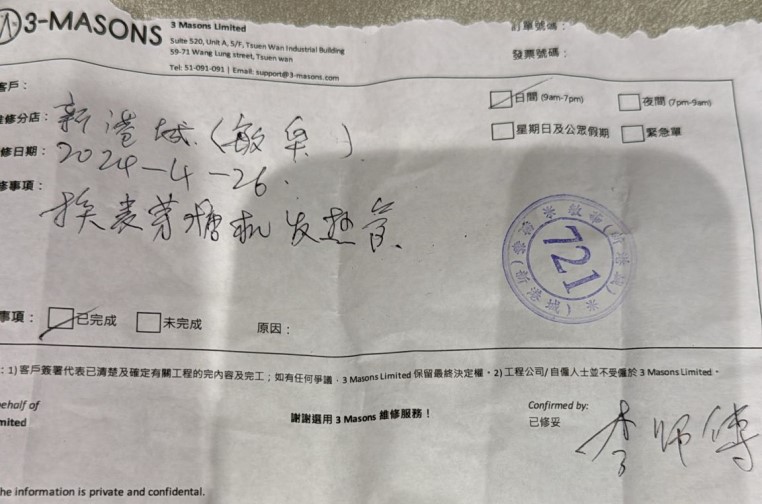 3-MASONS
3 Masons Limited
Suite 520, Unit A, 5/F, Tsuen Wan Industrial Building
59-71 Wang Lung street, Tsuen wan
Tel: 51-091-091 | Email: support@3-masons.com
訂單號碼：
發票號碼：
客戶：
日間 (9am-7pm)
夜間 (7pm-9am)
維修分店： 新港城 (敏華)
星期日及公眾假期
緊急單
修日期： 2024-4-26.
修事項：
换麦芽糖机发热管
721
事項： 已完成 未完成 原因：
：1) 客戶簽署代表已清楚及確定有關工程的完內容及完工；如有任何爭議，3 Masons Limited 保留最終決定權。2) 工程公司/自僱人士並不受僱於 3 Masons Limited。
ehalf of
mited
謝謝選用 3 Masons 維修服務！
Confirmed by:
已修妥
李师傅
he information is private and confidential.